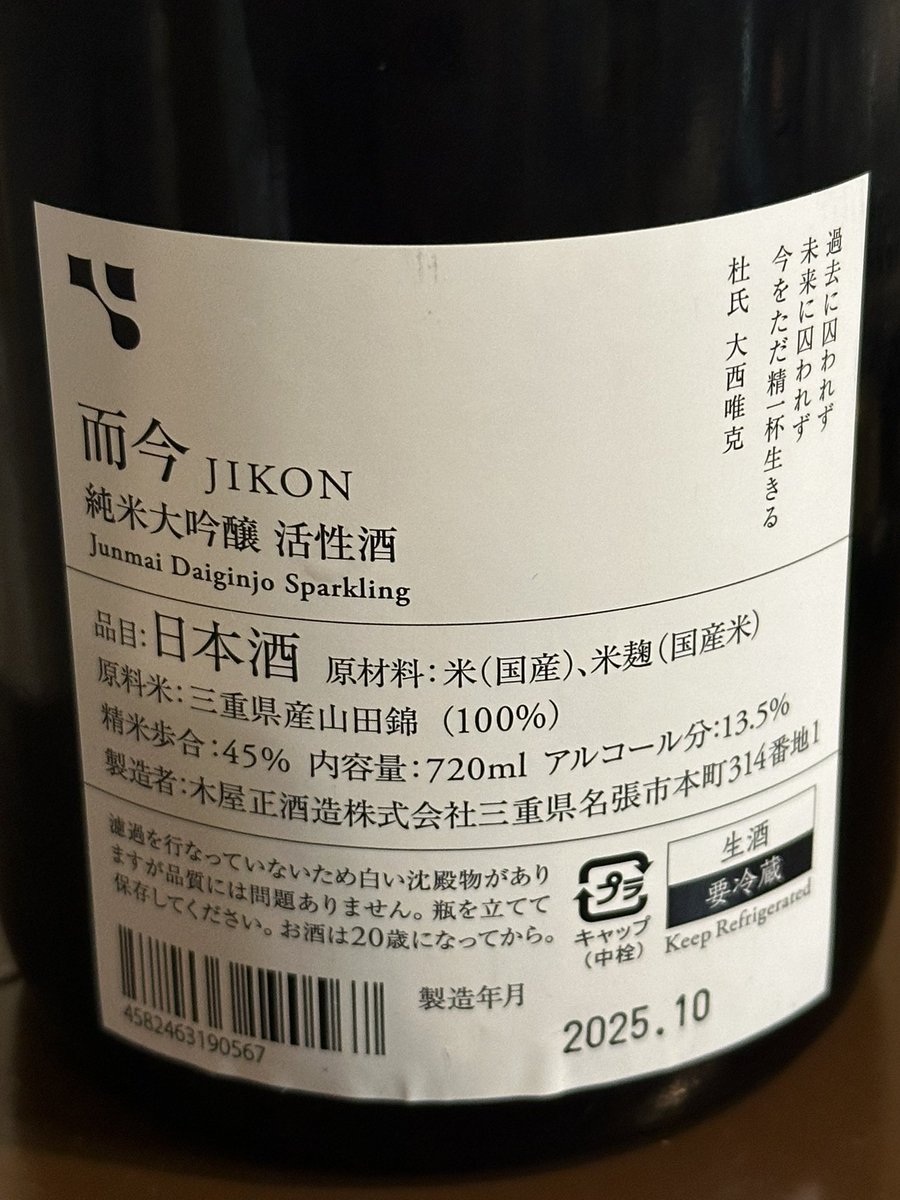 過去に囚われず
未来に囚われず
今をただ精一杯生きる
杜氏 大西唯克
而今 JIKON
純米大吟醸 活性酒
Junmai Daiginjo Sparkling
品目:日本酒 原材料:米(国産)、米麹(国産米)
原料米:三重県産山田錦 (100%)
精米歩合:45% 内容量:720ml アルコール分:13.5%
製造者:木屋正酒造株式会社三重県名張市本町314番地1
濾過を行なっていないため白い沈殿物があり
ますが品質には問題ありません。瓶を立てて
保存してください。お酒は20歳になってから。
プラ
キャップ
(中栓)
生酒
要冷蔵
Keep Refrigerated
4582463190567
製造年月
2025.10